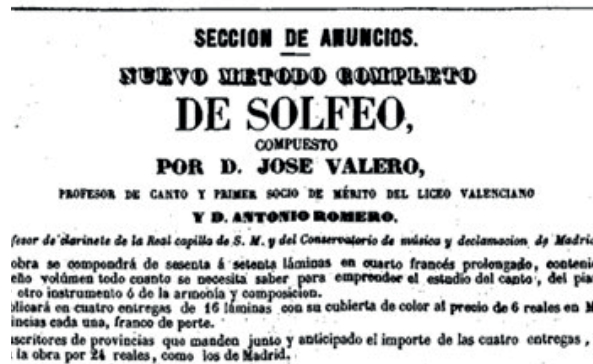 SECCION DE ANUNCIOS.
NUEVO METODO COMPLETO
DE SOLFEO,
COMPUESTO
POR D. JOSE VALERO,
PROFESOR DE CANTO Y PRIMER SOCIO DE MÉRITO DEL LICEO VALENCIANO
Y D. ANTONIO ROMERO,
fesor de clarinete de la Real capilla de S. M. y del Conservatorio de música y declamacion de Madri
obra se compondrá de sesenta á setenta láminas en cuarto francés prolongado, conteni
eño volúmen todo cuanto se necesita saber para emprender el estudio del canto, del pia
otro instrumento ó de la armonía y composicion.
blicará en cuatro entregas de 16 láminas con su cubierta de color al precio de 6 reales en M
incias cada una, franco de porte.
scritores de provincias que manden junto y anticipado el importe de las cuatro entregas,
la obra por 24 reales, como los de Madrid.